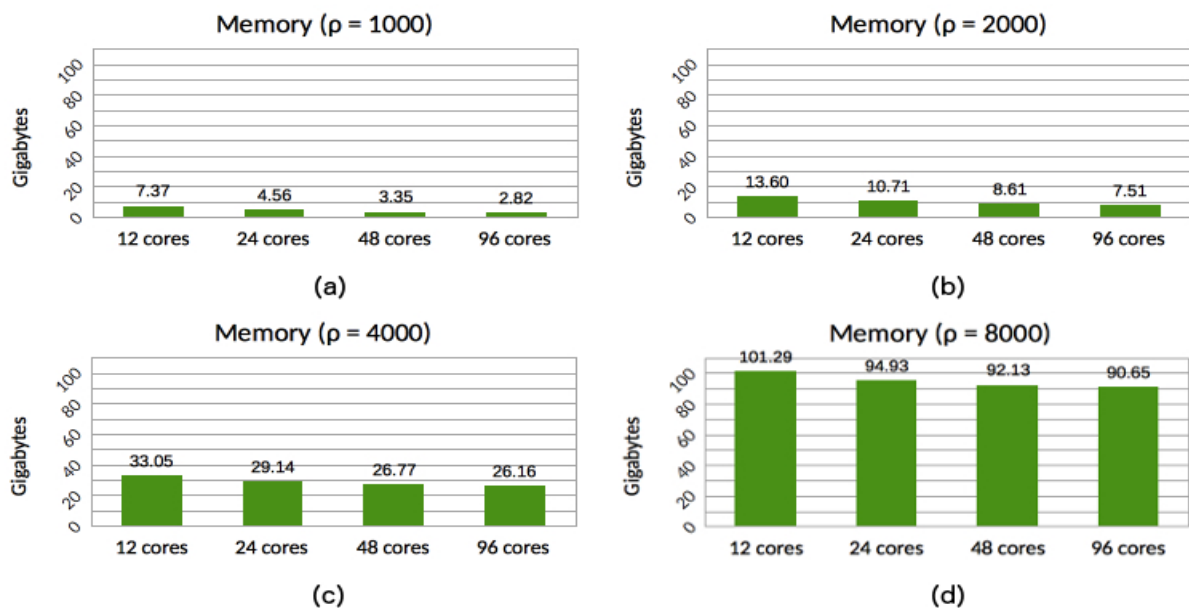 Memory (ρ = 1000)
Gigabytes
100
80
60
40
20
0
7.37 4.56 3.35 2.82
12 cores 24 cores 48 cores 96 cores
(a)
Memory (ρ = 2000)
Gigabytes
100
80
60
40
20
0
13.60 10.71 8.61 7.51
12 cores 24 cores 48 cores 96 cores
(b)
Memory (ρ = 4000)
Gigabytes
100
80
60
40
20
0
33.05 29.14 26.77 26.16
12 cores 24 cores 48 cores 96 cores
(c)
Memory (ρ = 8000)
Gigabytes
100
80
60
40
20
0
101.29 94.93 92.13 90.65
12 cores 24 cores 48 cores 96 cores
(d)